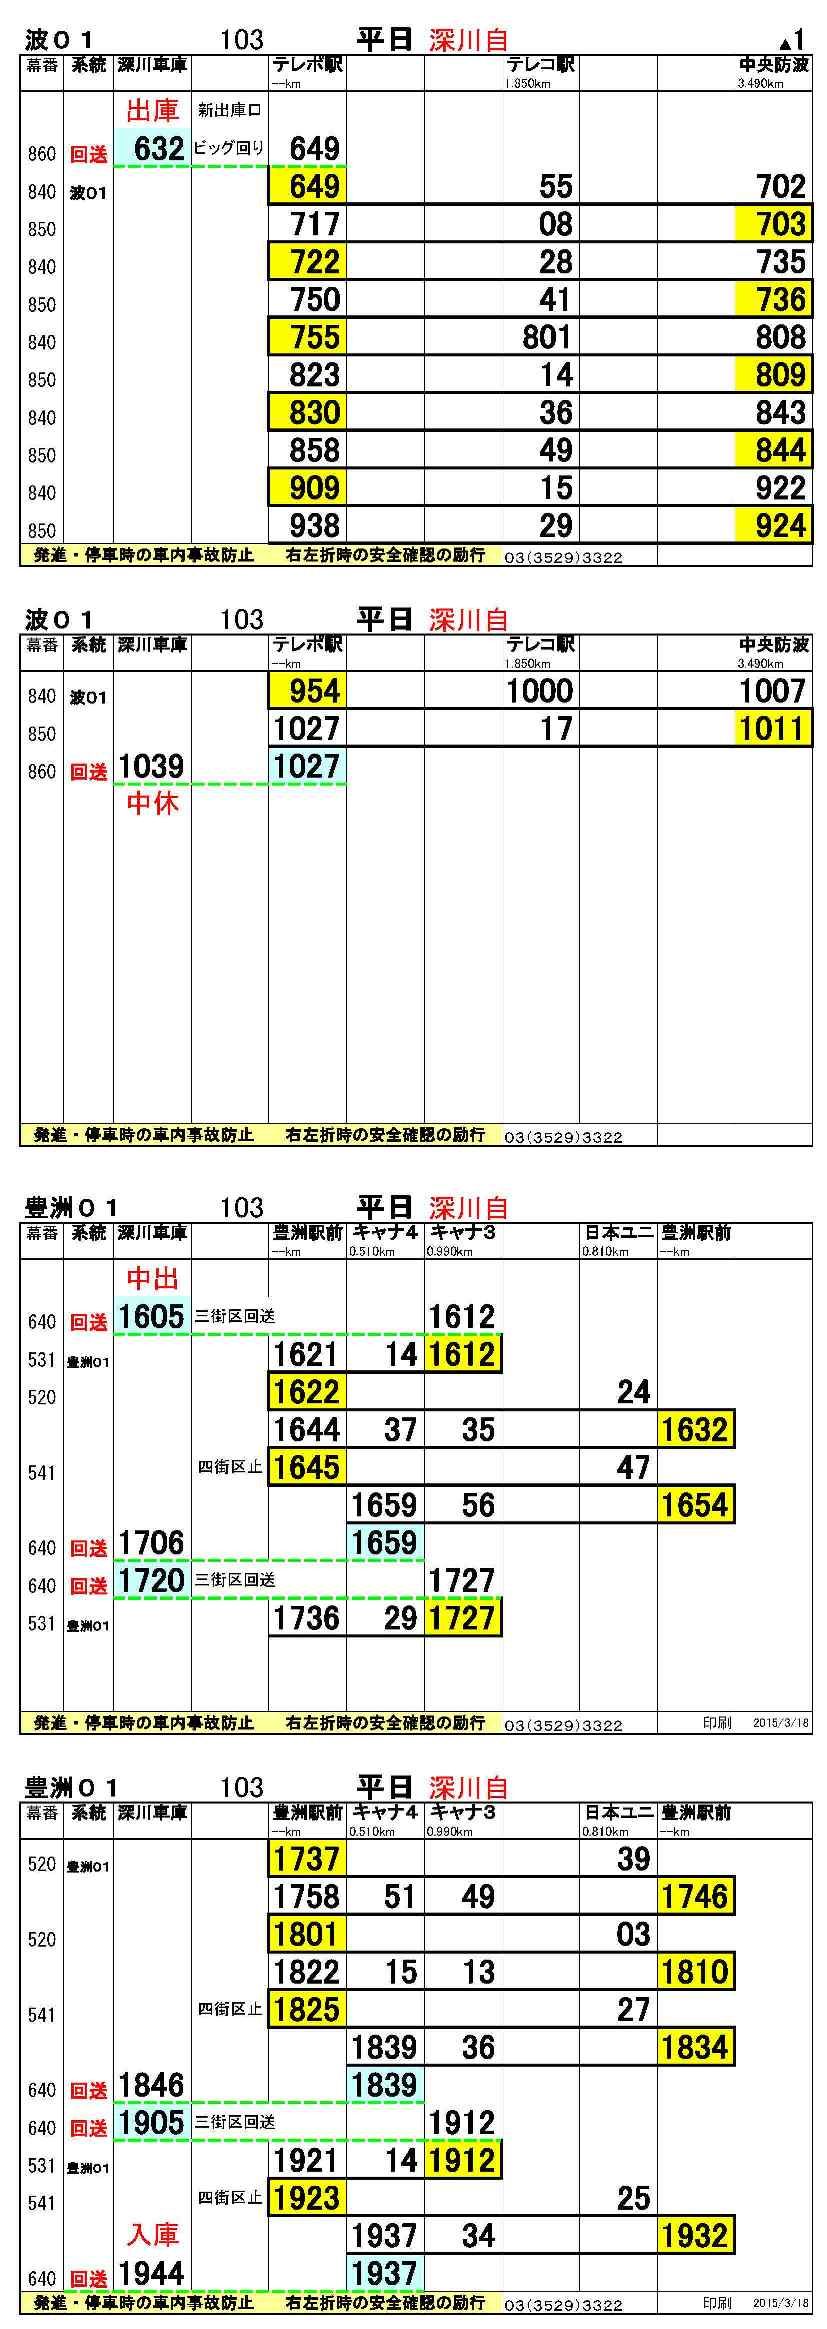 波０１ 103 平日 深川自 ▲1
幕番 系統 深川車庫 テレポ駅 テレコ駅 中央防波
--km 1.850km 3.490km
出庫 新出庫口
860 回送 632 ビッグ回り 649
840 波01 649 55 702
850 717 08 703
840 722 28 735
850 750 41 736
840 755 801 808
850 823 14 809
840 830 36 843
850 858 49 844
840 909 15 922
850 938 29 924
発進・停車時の車内事故防止 右左折時の安全確認の励行 03(3529)3322
波０１ 103 平日 深川自
幕番 系統 深川車庫 テレポ駅 テレコ駅 中央防波
--km 1.850km 3.490km
840 波01 954 1000 1007
850 1027 17 1011
860 回送 1039 1027
中休
発進・停車時の車内事故防止 右左折時の安全確認の励行 03(3529)3322
豊洲０１ 103 平日 深川自
幕番 系統 深川車庫 豊洲駅前 キャナ4 キャナ3 日本ユニ 豊洲駅前
--km 0.510km 0.990km 0.810km --km
中出
640 回送 1605 三街区回送 1612
531 豊洲01 1621 14 1612
520 1622 24
1644 37 35 1632
541 四街区止 1645 47
1659 56 1654
640 回送 1706 1659
640 回送 1720 三街区回送 1727
531 豊洲01 1736 29 1727
発進・停車時の車内事故防止 右左折時の安全確認の励行 03(3529)3322 印刷 2015/3/18
豊洲０１ 103 平日 深川自
幕番 系統 深川車庫 豊洲駅前 キャナ4 キャナ3 日本ユニ 豊洲駅前
--km 0.510km 0.990km 0.810km --km
520 豊洲01 1737 39
1758 51 49 1746
520 1801 03
1822 15 13 1810
541 四街区止 1825 27
1839 36 1834
640 回送 1846 1839
640 回送 1905 三街区回送 1912
531 豊洲01 1921 14 1912
541 四街区止 1923 25
入庫 1937 34 1932
640 回送 1944 1937
発進・停車時の車内事故防止 右左折時の安全確認の励行 03(3529)3322 印刷 2015/3/18